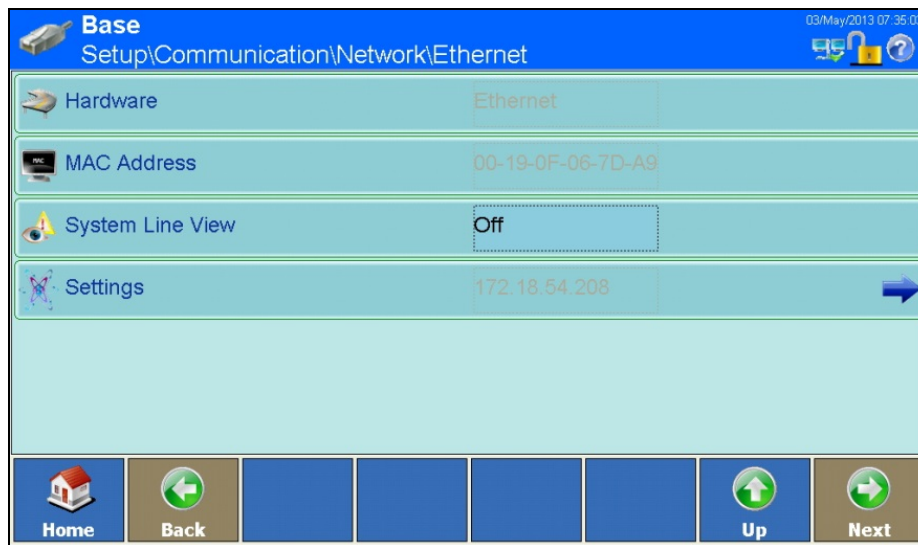 Base
03/May/2013 07:35:0
Setup\Communication\Network\Ethernet
Hardware Ethernet
MAC Address 00-19-0F-06-7D-A9
System Line View Off
Settings 172.18.54.208
Home Back Up Next